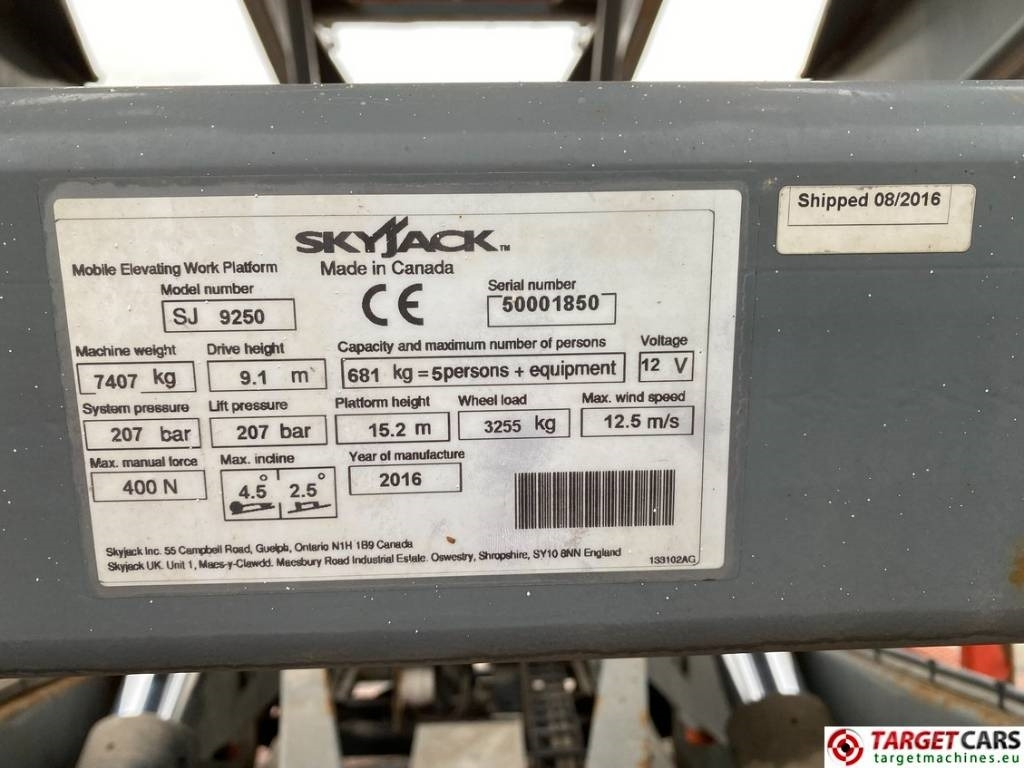 Shipped 08/2016
SKYJACK™
Mobile Elevating Work Platform
Made in Canada
Model number
SJ 9250
CE
Serial number
50001850
Machine weight
7407 kg
Drive height
9.1 m
Capacity and maximum number of persons
681 kg = 5persons + equipment
Voltage
12 V
System pressure
207 bar
Lift pressure
207 bar
Platform height
15.2 m
Wheel load
3255 kg
Max. wind speed
12.5 m/s
Max. manual force
400 N
Max. incline
4.5° 2.5°
Year of manufacture
2016
Skyjack Inc. 55 Campbell Road, Guelph, Ontario N1H 1B9 Canada
Skyjack UK. Unit 1, Maes-y-Clawdd. Maesbury Road Industrial Estate. Oswestry, Shropshire, SY10 8NN England
133102AG
TARGETCARS
targetmachines.eu